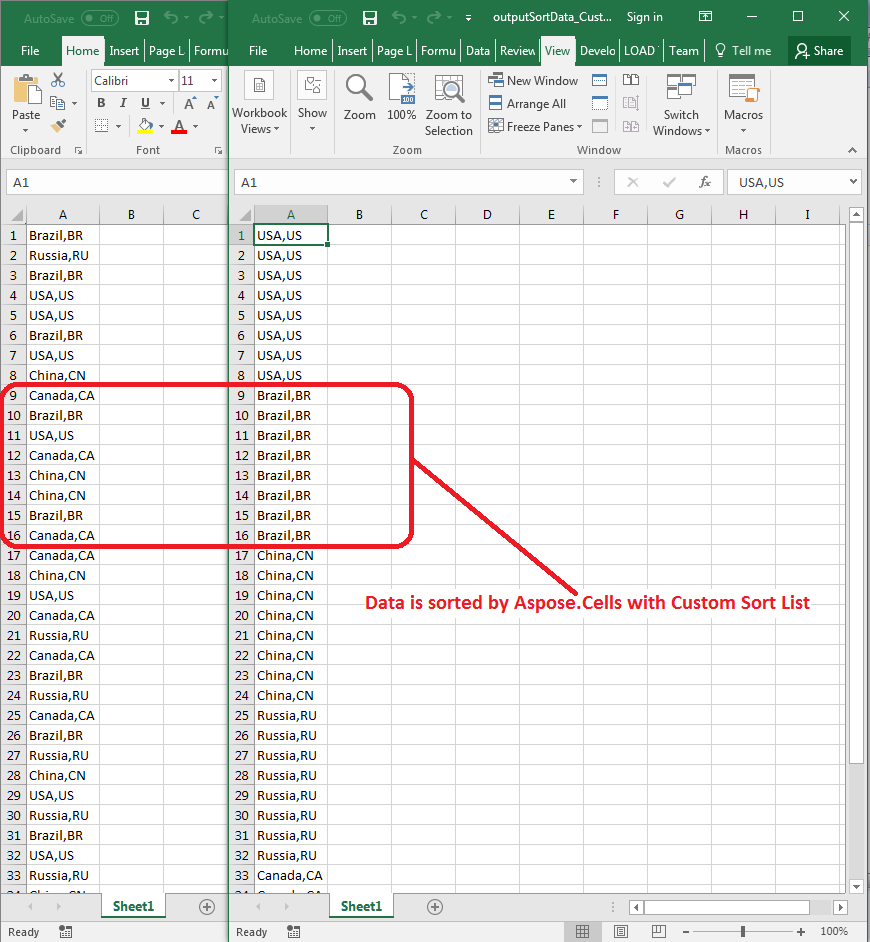 AutoSave Off
AutoSave Off outputSortData_Cust... Sign in
File Home Insert Page L Formu
File Home Insert Page L Formu Data Review View Develo LOAD Team Tell me Share
Paste
Clipboard
Calibri 11
B I U A A
A
Font
Workbook Views
Show
Zoom 100% Zoom to Selection
100
Zoom
New Window
Arrange All
Freeze Panes
Switch Windows
Window
Macros
Macros
A1
A1 fx USA,US
A B C
A B C D E F G H I
1 Brazil,BR 1 USA,US
2 Russia,RU 2 USA,US
3 Brazil,BR 3 USA,US
4 USA,US 4 USA,US
5 USA,US 5 USA,US
6 Brazil,BR 6 USA,US
7 USA,US 7 USA,US
8 China,CN 8 USA,US
9 Canada,CA 9 Brazil,BR
10 Brazil,BR 10 Brazil,BR
11 USA,US 11 Brazil,BR
12 Canada,CA 12 Brazil,BR
13 China,CN 13 Brazil,BR
14 China,CN 14 Brazil,BR
15 Brazil,BR 15 Brazil,BR
16 Canada,CA 16 Brazil,BR
17 Canada,CA 17 China,CN
18 China,CN 18 China,CN
19 USA,US 19 China,CN
Data is sorted by Aspose.Cells with Custom Sort List
20 Canada,CA 20 China,CN
21 Russia,RU 21 China,CN
22 Canada,CA 22 China,CN
23 Brazil,BR 23 China,CN
24 Russia,RU 24 China,CN
25 Canada,CA 25 Russia,RU
26 Brazil,BR 26 Russia,RU
27 Russia,RU 27 Russia,RU
28 China,CN 28 Russia,RU
29 USA,US 29 Russia,RU
30 Russia,RU 30 Russia,RU
31 Brazil,BR 31 Russia,RU
32 USA,US 32 Russia,RU
33 Russia,RU 33 Canada,CA
34 China,CN 34 Canada,CA
Sheet1 Sheet1
Ready Ready 100%